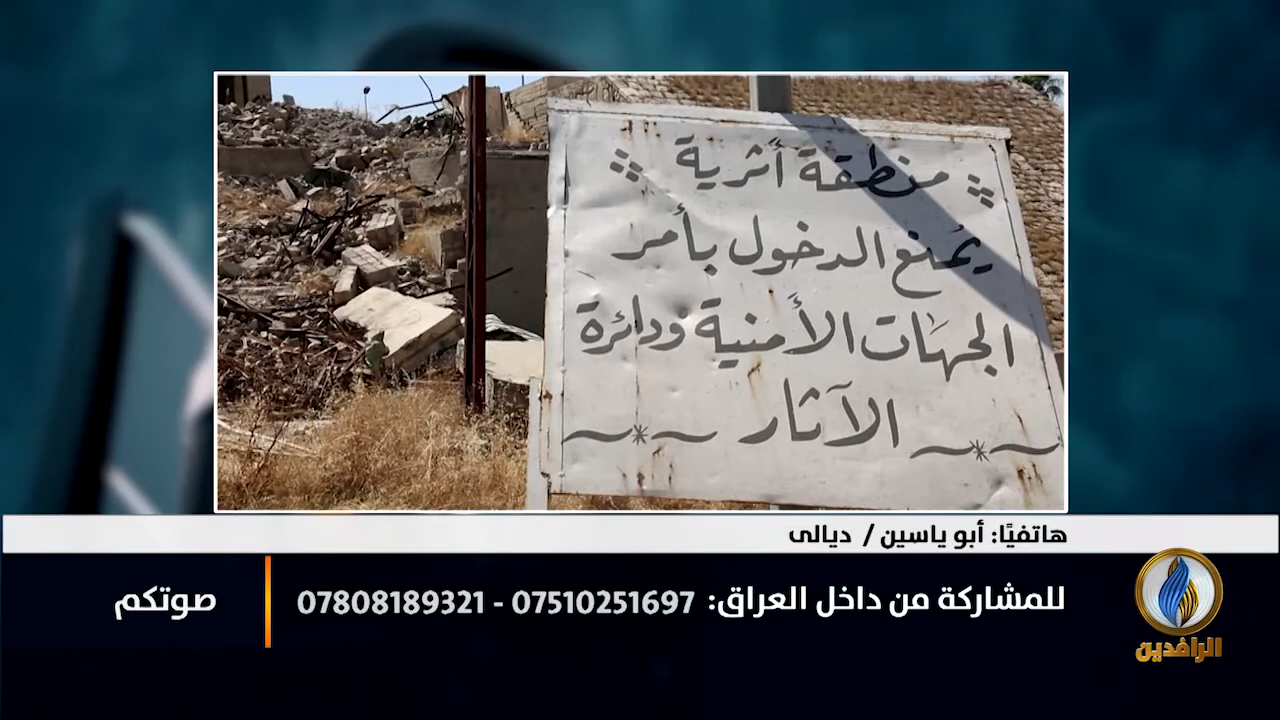 منطقة أثرية
يمنع الدخول بأمر
الجهات الأمنية ودائرة
الآثار
هاتفيًا: أبو ياسين / ديالى
للمشاركة من داخل العراق: 07510251697 - 07808189321
صوتكم
الرافدين